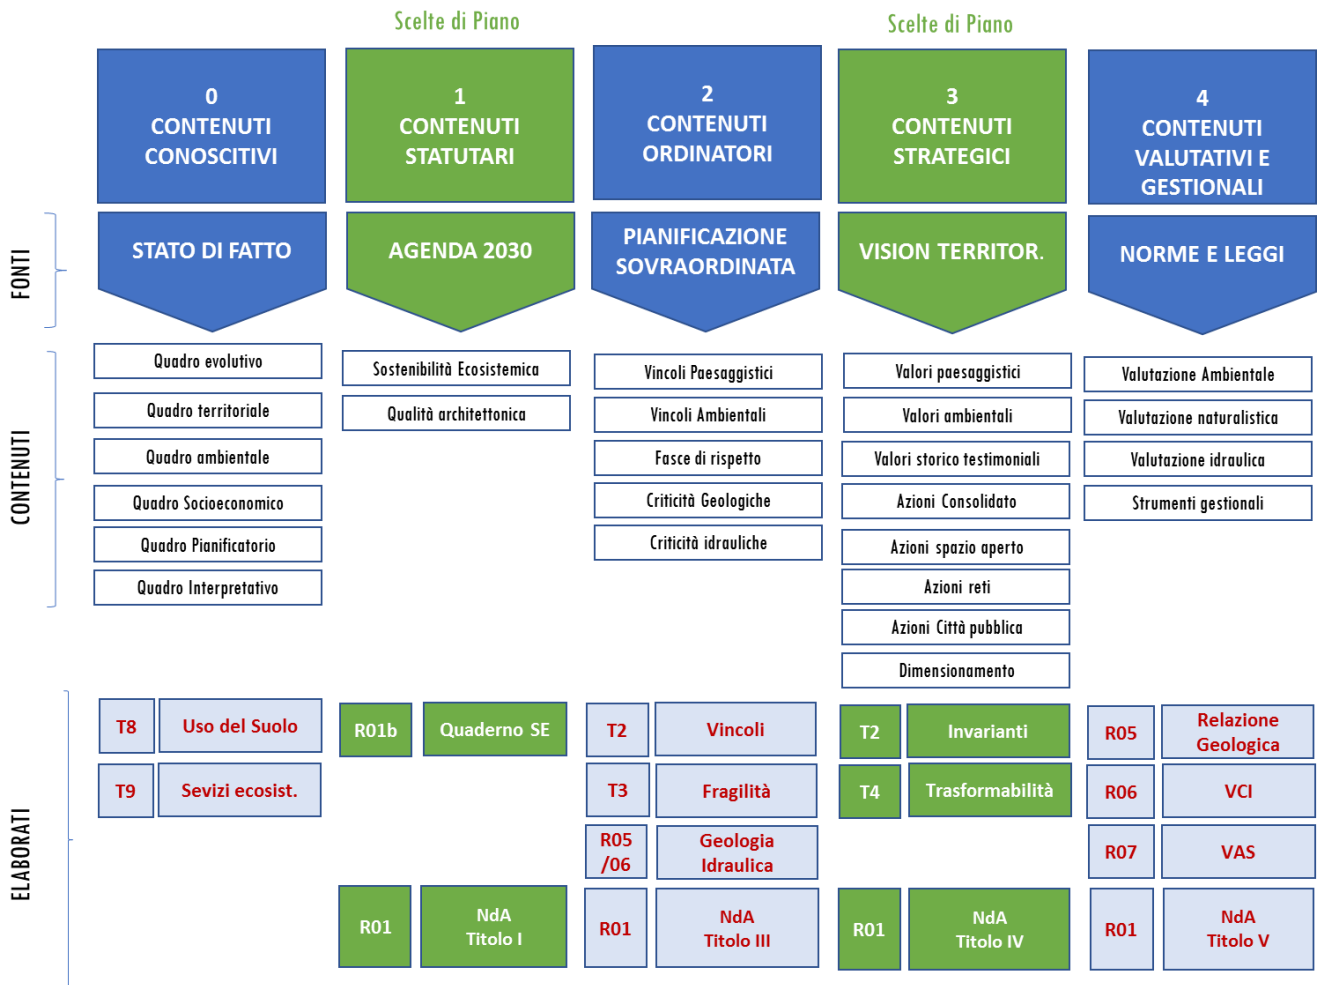 Scelte di Piano
Scelte di Piano
0
CONTENUTI
CONOSCITIVI
1
CONTENUTI
STATUTARI
2
CONTENUTI
ORDINATORI
3
CONTENUTI
STRATEGICI
4
CONTENUTI
VALUTATIVI E
GESTIONALI
FONTI
STATO DI FATTO
AGENDA 2030
PIANIFICAZIONE
SOVRAORDINATA
VISION TERRITOR.
NORME E LEGGI
CONTENUTI
Quadro evolutivo
Quadro territoriale
Quadro ambientale
Quadro Socioeconomico
Quadro Pianificatorio
Quadro Interpretativo
Sostenibilità Ecosistemica
Qualità architettonica
Vincoli Paesaggistici
Vincoli Ambientali
Fasce di rispetto
Criticità Geologiche
Criticità idrauliche
Valori paesaggistici
Valori ambientali
Valori storico testimoniali
Azioni Consolidato
Azioni spazio aperto
Azioni reti
Azioni Città pubblica
Dimensionamento
Valutazione Ambientale
Valutazione naturalistica
Valutazione idraulica
Strumenti gestionali
ELABORATI
T8
Uso del Suolo
T9
Sevizi ecosist.
R01b
Quaderno SE
R01
NdA
Titolo I
T2
Vincoli
T3
Fragilità
R05
/06
Geologia
Idraulica
R01
NdA
Titolo III
T2
Invarianti
T4
Trasformabilità
R01
NdA
Titolo IV
R05
Relazione
Geologica
R06
VCI
R07
VAS
R01
NdA
Titolo V